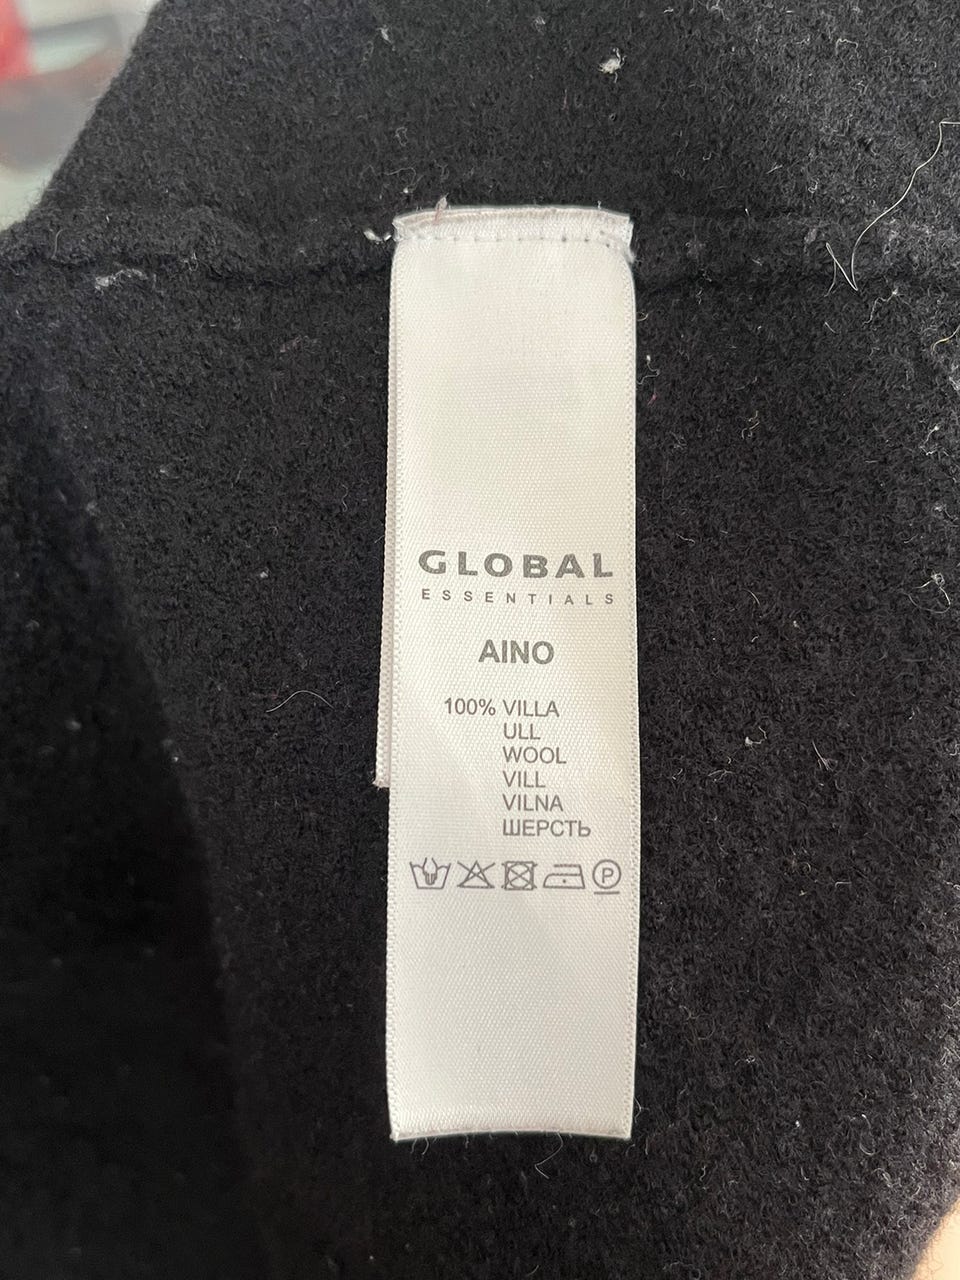 GLOBAL
ESSENTIALS
AINO
100% VILLA
ULL
WOOL
VILL
VILNA
ШЕРСТЬ
P